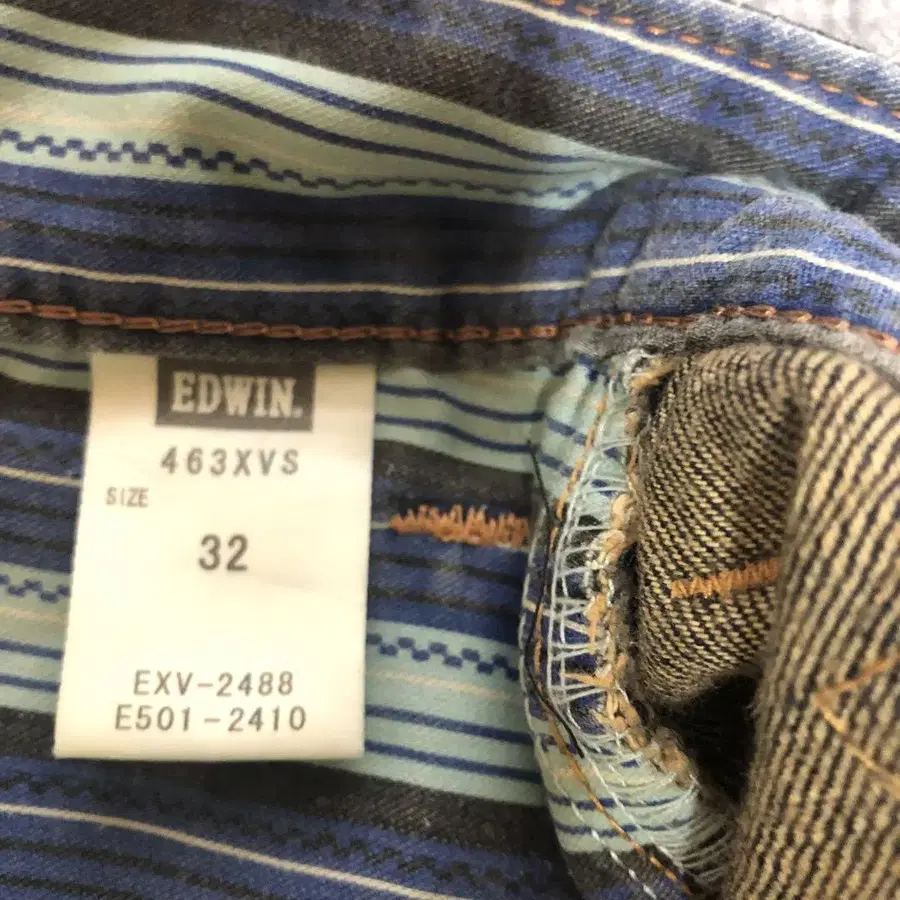 EDWIN.
463XVS
SIZE
32
EXV-2488
E501-2410